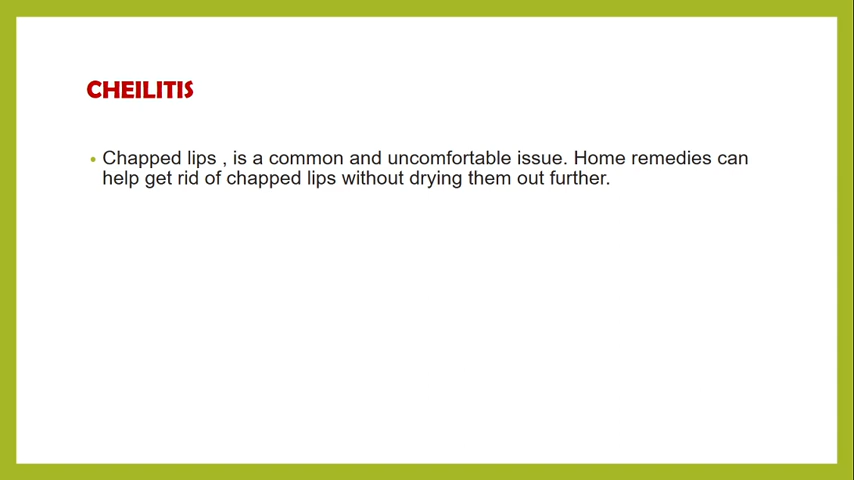 CHEILITIS
• Chapped lips , is a common and uncomfortable issue. Home remedies can
help get rid of chapped lips without drying them out further.